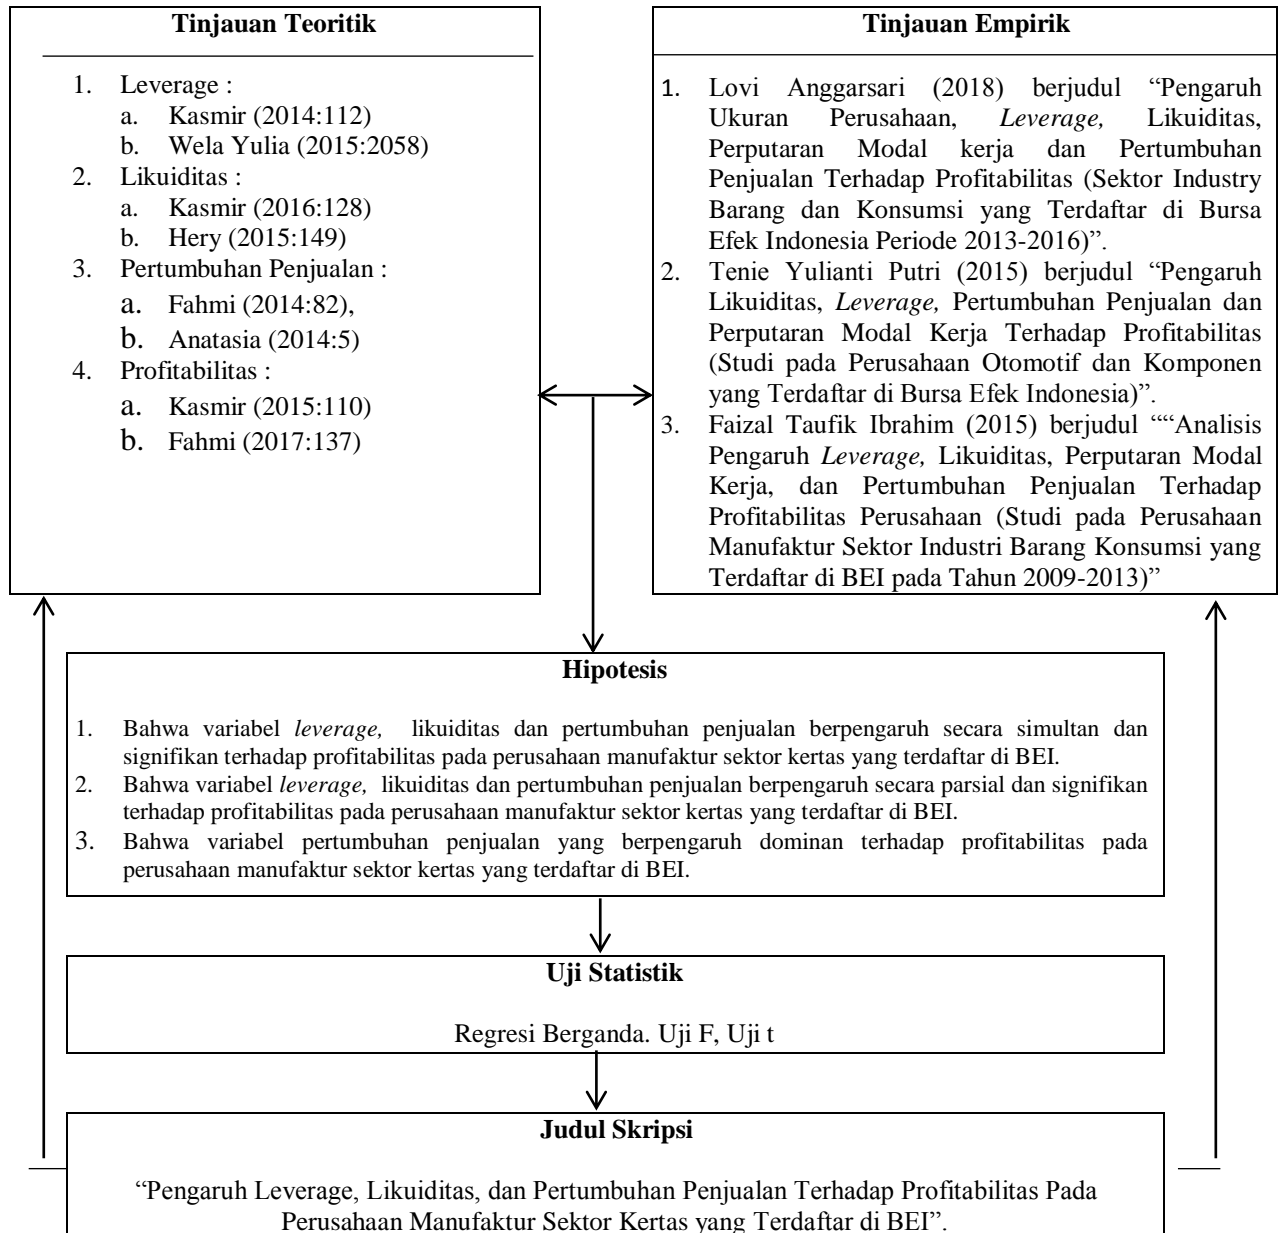 Tinjauan Teoritik
1. Leverage :
a. Kasmir (2014:112)
b. Wela Yulia (2015:2058)
2. Likuiditas :
a. Kasmir (2016:128)
b. Hery (2015:149)
3. Pertumbuhan Penjualan :
a. Fahmi (2014:82),
b. Anatasia (2014:5)
4. Profitabilitas :
a. Kasmir (2015:110)
b. Fahmi (2017:137)
Tinjauan Empirik
1. Lovi Anggarsari (2018) berjudul “Pengaruh
Ukuran Perusahaan, Leverage, Likuiditas,
Perputaran Modal kerja dan Pertumbuhan
Penjualan Terhadap Profitabilitas (Sektor Industry
Barang dan Konsumsi yang Terdaftar di Bursa
Efek Indonesia Periode 2013-2016)”.
2. Tenie Yulianti Putri (2015) berjudul “Pengaruh
Likuiditas, Leverage, Pertumbuhan Penjualan dan
Perputaran Modal Kerja Terhadap Profitabilitas
(Studi pada Perusahaan Otomotif dan Komponen
yang Terdaftar di Bursa Efek Indonesia)”.
3. Faizal Taufik Ibrahim (2015) berjudul ““Analisis
Pengaruh Leverage, Likuiditas, Perputaran Modal
Kerja, dan Pertumbuhan Penjualan Terhadap
Profitabilitas Perusahaan (Studi pada Perusahaan
Manufaktur Sektor Industri Barang Konsumsi yang
Terdaftar di BEI pada Tahun 2009-2013)”
Hipotesis
1. Bahwa variabel leverage, likuiditas dan pertumbuhan penjualan berpengaruh secara simultan dan
signifikan terhadap profitabilitas pada perusahaan manufaktur sektor kertas yang terdaftar di BEI.
2. Bahwa variabel leverage, likuiditas dan pertumbuhan penjualan berpengaruh secara parsial dan signifikan
terhadap profitabilitas pada perusahaan manufaktur sektor kertas yang terdaftar di BEI.
3. Bahwa variabel pertumbuhan penjualan yang berpengaruh dominan terhadap profitabilitas pada
perusahaan manufaktur sektor kertas yang terdaftar di BEI.
Uji Statistik
Regresi Berganda. Uji F, Uji t
Judul Skripsi
“Pengaruh Leverage, Likuiditas, dan Pertumbuhan Penjualan Terhadap Profitabilitas Pada
Perusahaan Manufaktur Sektor Kertas yang Terdaftar di BEI”.